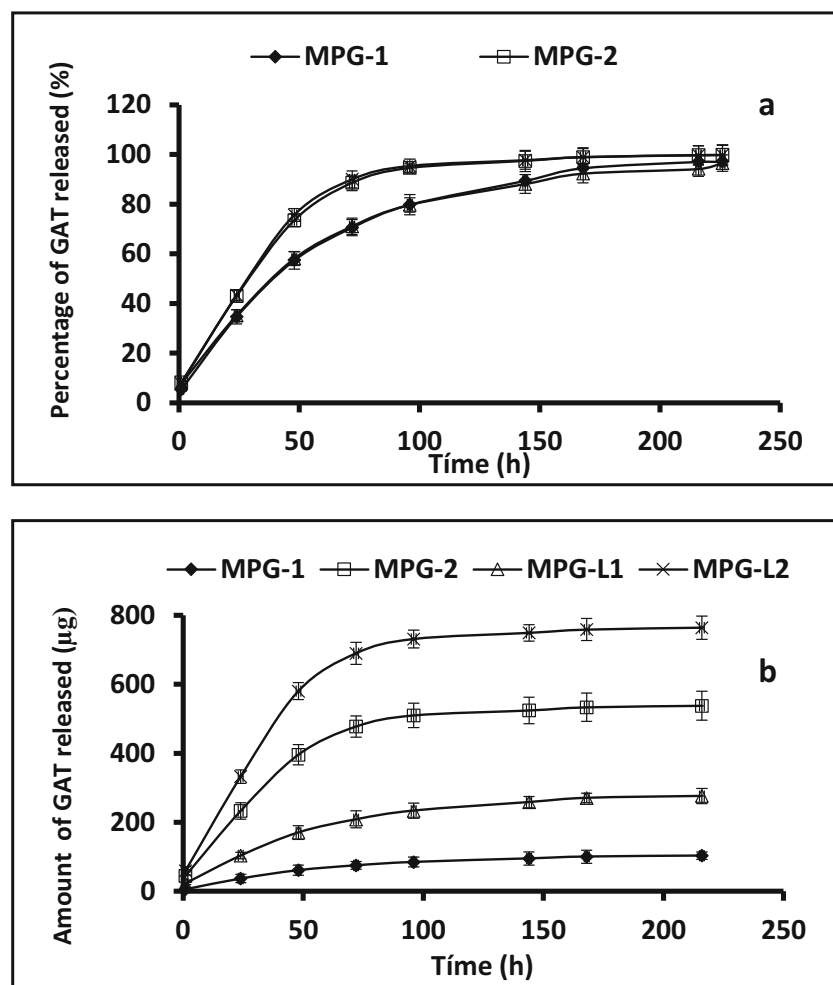 MPG-1 MPG-2
a
Percentage of GAT released (%)
120
100
80
60
40
20
0
0 50 100 150 200 250
Tíme (h)
MPG-1 MPG-2 MPG-L1 MPG-L2
b
Amount of GAT released (µg)
800
600
400
200
0
0 50 100 150 200 250
Tíme (h)